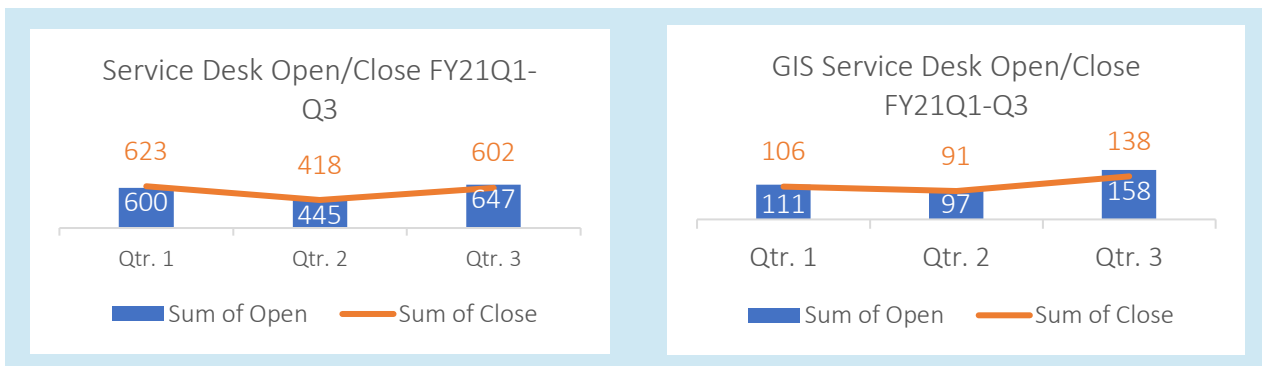 Service Desk Open/Close FY21Q1-
Q3
623
418
602
600
445
647
Qtr. 1
Qtr. 2
Qtr. 3
Sum of Open
Sum of Close
GIS Service Desk Open/Close
FY21Q1-Q3
106
91
138
111
97
158
Qtr. 1
Qtr. 2
Qtr. 3
Sum of Open
Sum of Close